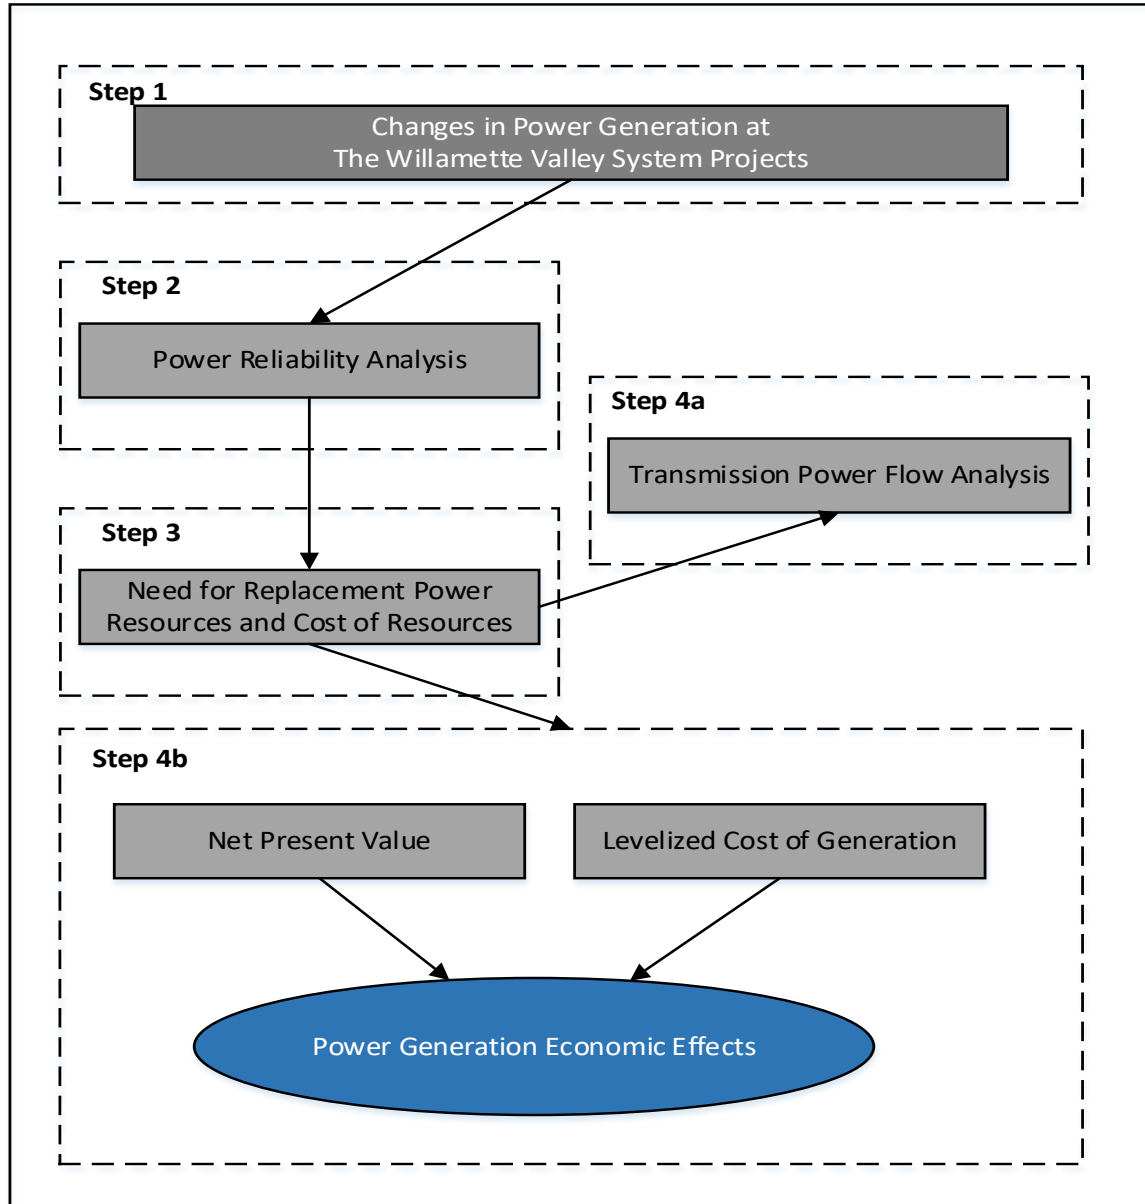 Step 1
Changes in Power Generation at
The Willamette Valley System Projects
Step 2
Power Reliability Analysis
Step 4a
Transmission Power Flow Analysis
Step 3
Need for Replacement Power
Resources and Cost of Resources
Step 4b
Net Present Value
Levelized Cost of Generation
Power Generation Economic Effects